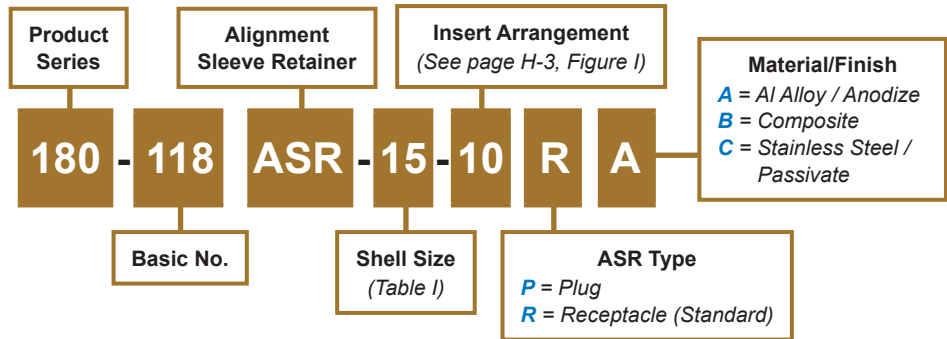 Product
Series
Alignment
Sleeve Retainer
Insert Arrangement
(See page H-3, Figure I)
Material/Finish
A = Al Alloy / Anodize
B = Composite
C = Stainless Steel /
Passivate
180 - 118 ASR - 15 - 10 R A
Basic No.
Shell Size
(Table I)
ASR Type
P = Plug
R = Receptacle (Standard)